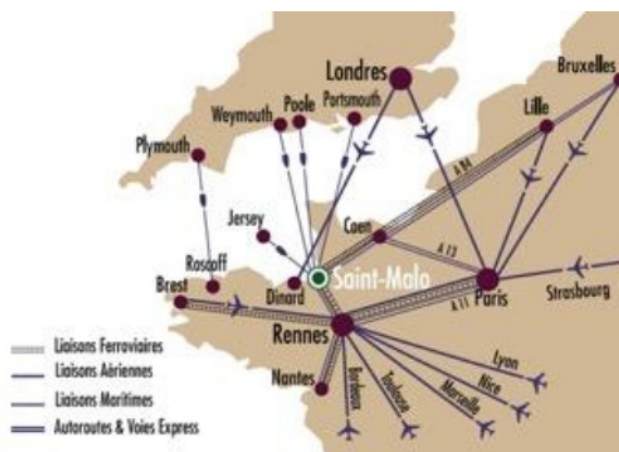 Londres
Bruxelles
Portsmouth
Poole
Weymouth
Lille
Plymouth
A 84
Jersey
Caen
A 13
Roscoff
Saint-Malo
Brest
Dinard
Paris
Strasbourg
A 11
Rennes
Liaisons Ferroviaires
Lyon
Liaisons Aériennes
Nantes
Bordeaux
Toulouse
Marseille
Nice
Liaisons Maritimes
Autoroutes & Voies Express